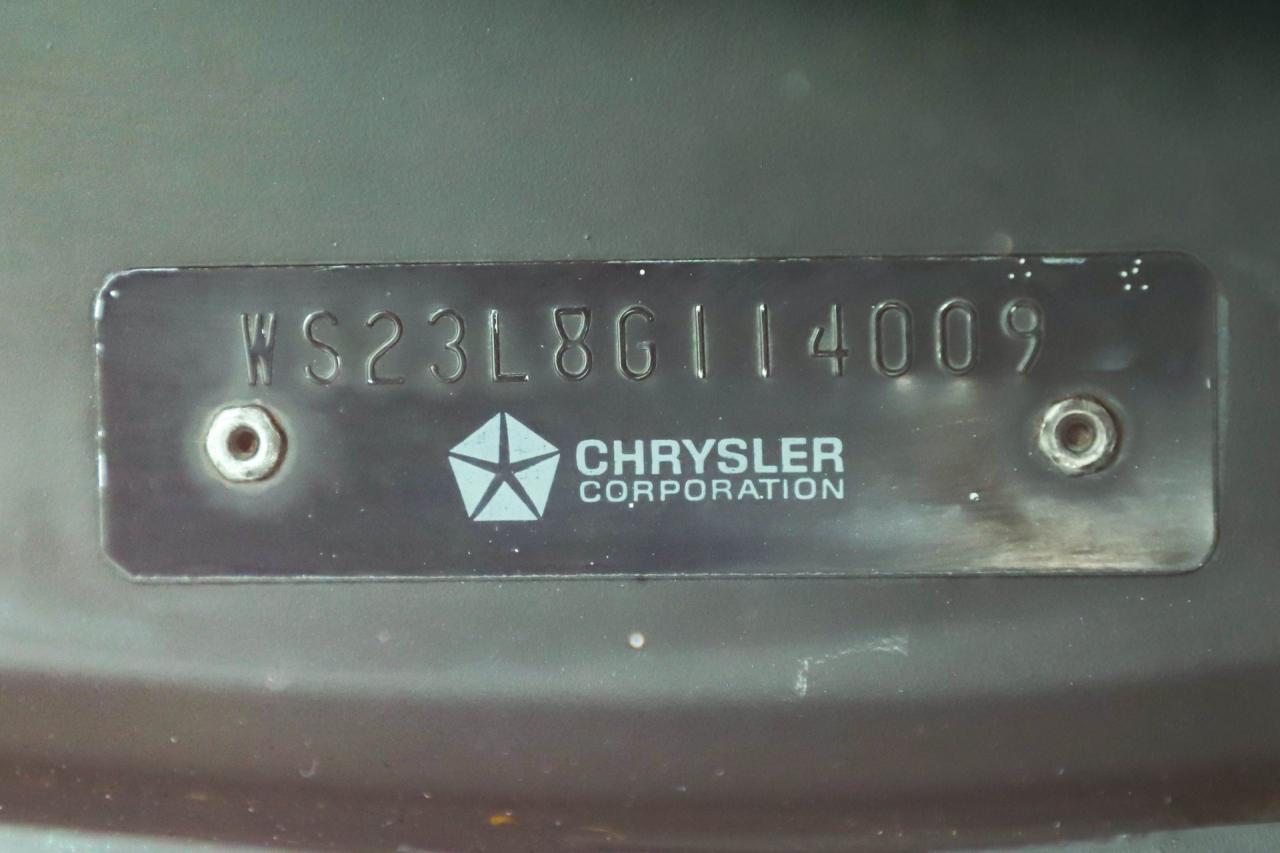 WS23L8G114009
CHRYSLER
CORPORATION